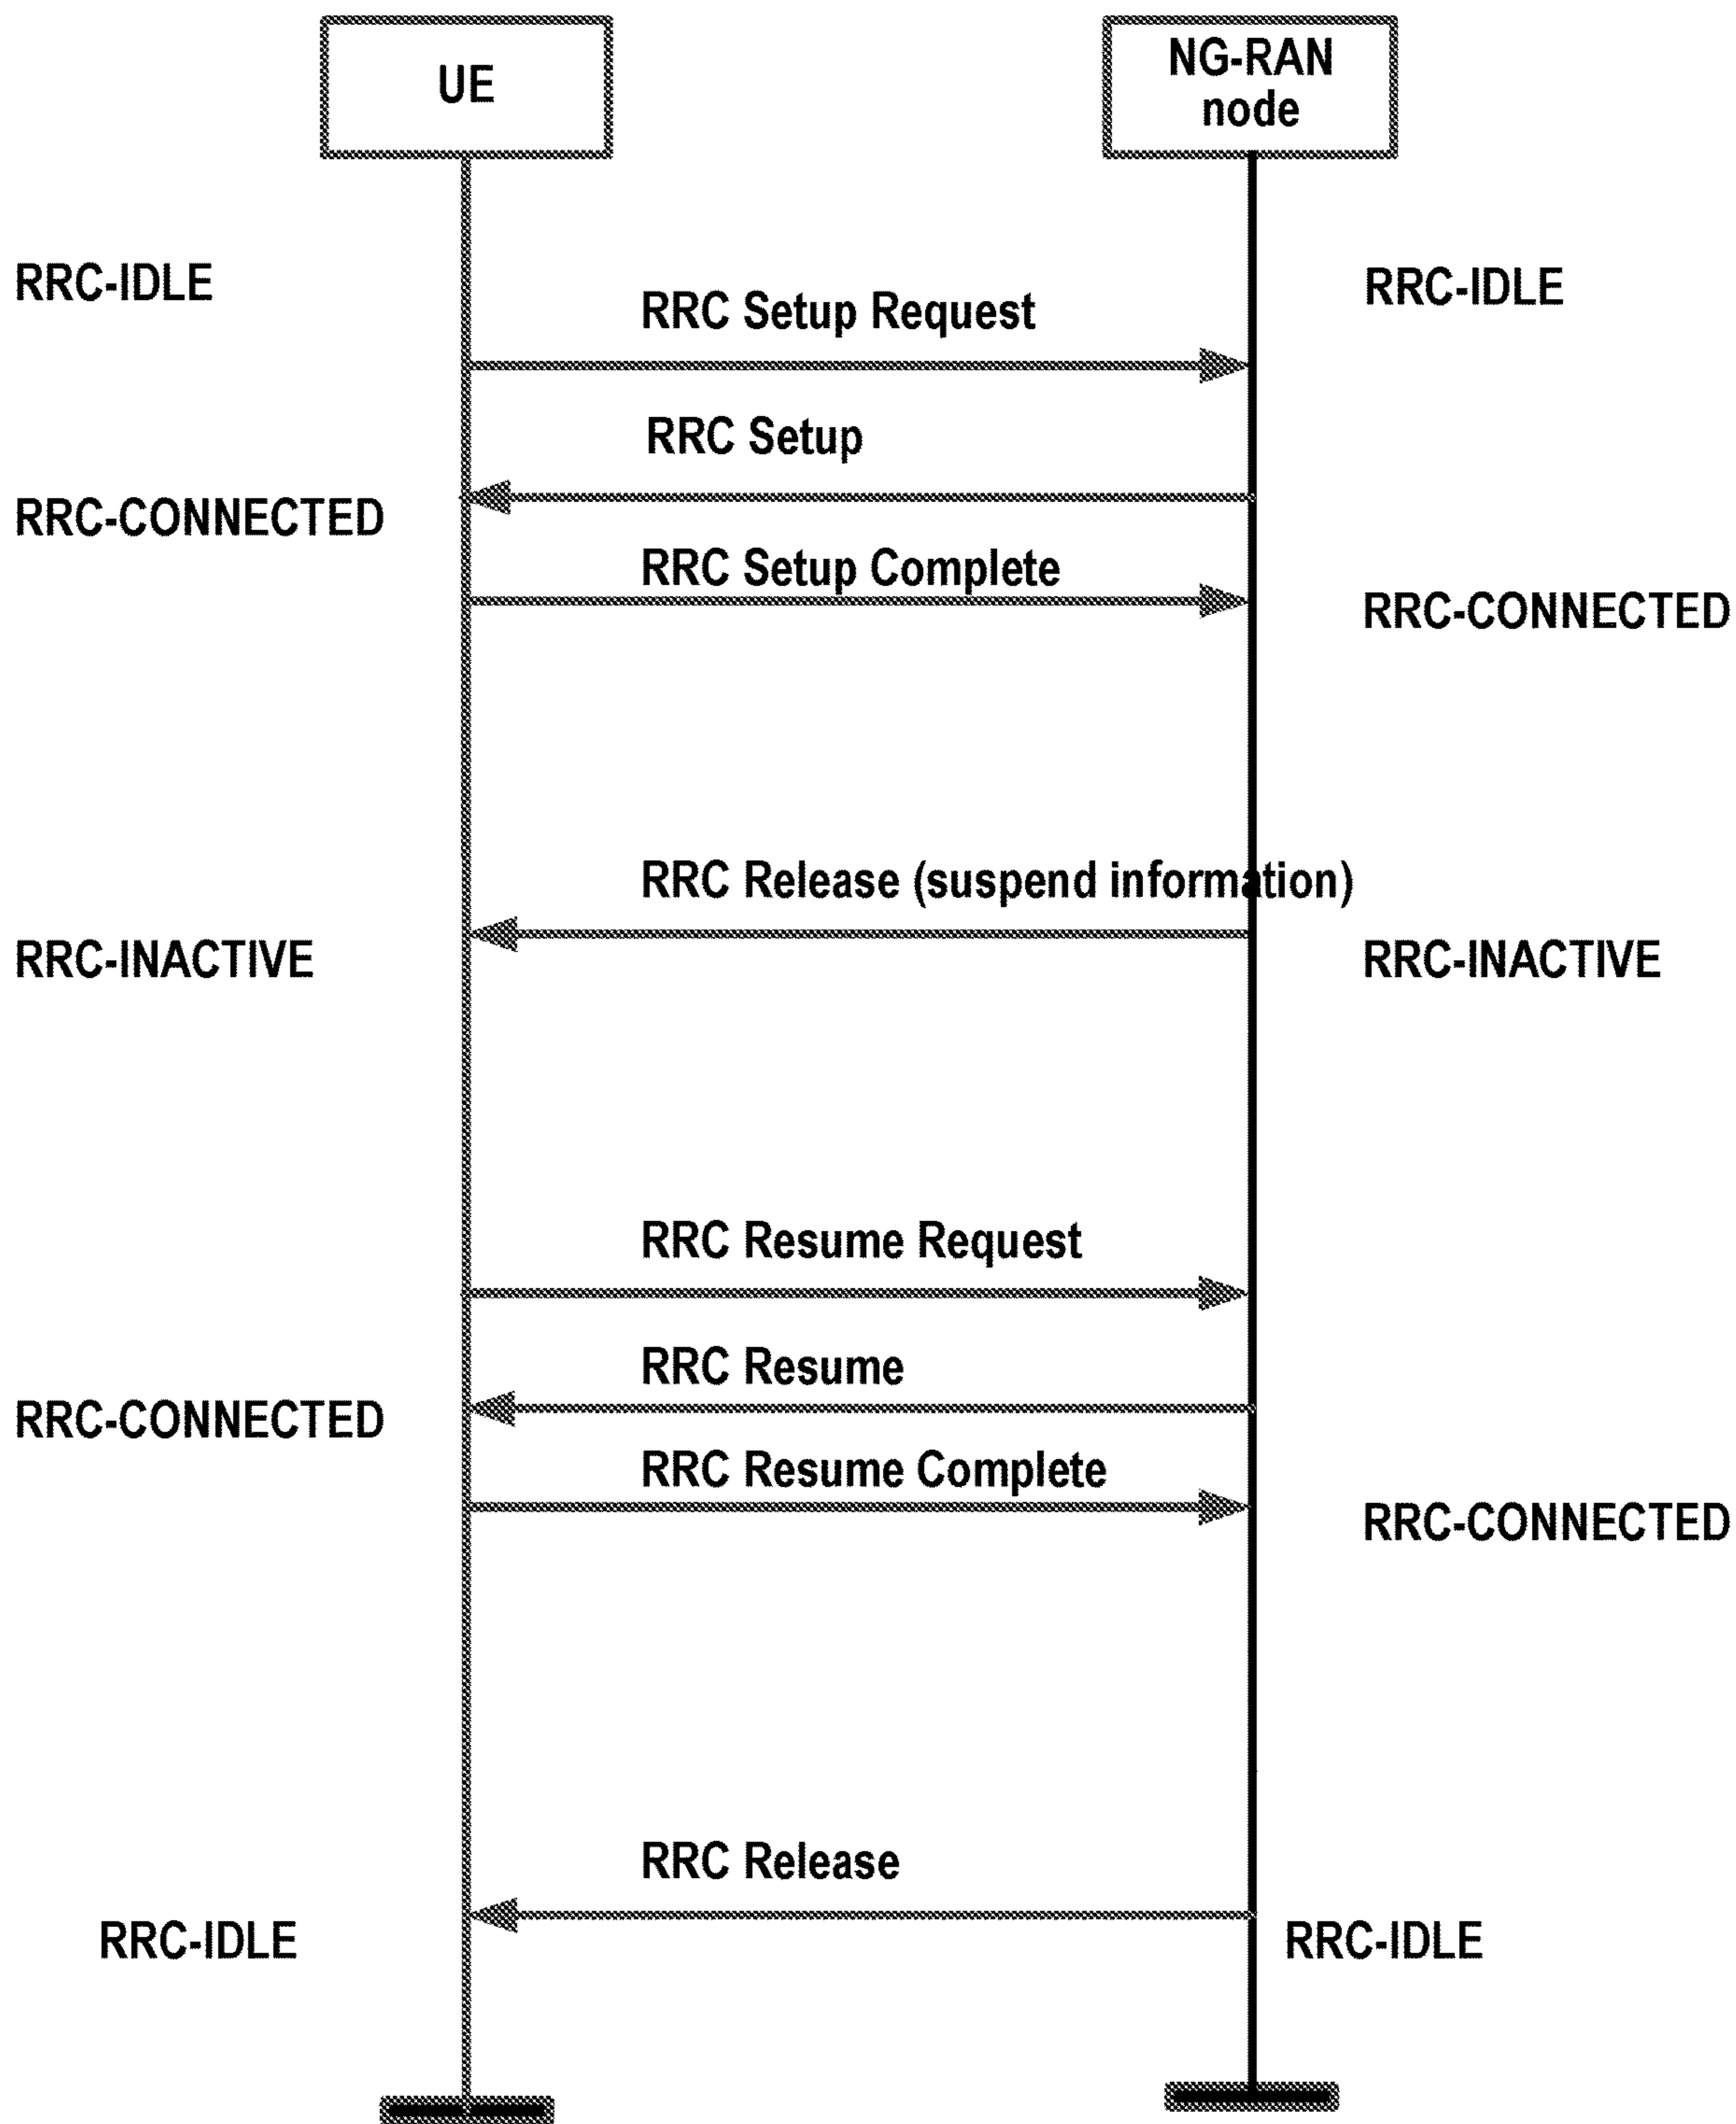 UE
NG-RAN
node
RRC-IDLE
RRC-IDLE
RRC Setup Request
RRC Setup
RRC-CONNECTED
RRC Setup Complete
RRC-CONNECTED
RRC Release (suspend information)
RRC-INACTIVE
RRC-INACTIVE
RRC Resume Request
RRC Resume
RRC-CONNECTED
RRC Resume Complete
RRC-CONNECTED
RRC Release
RRC-IDLE
RRC-IDLE